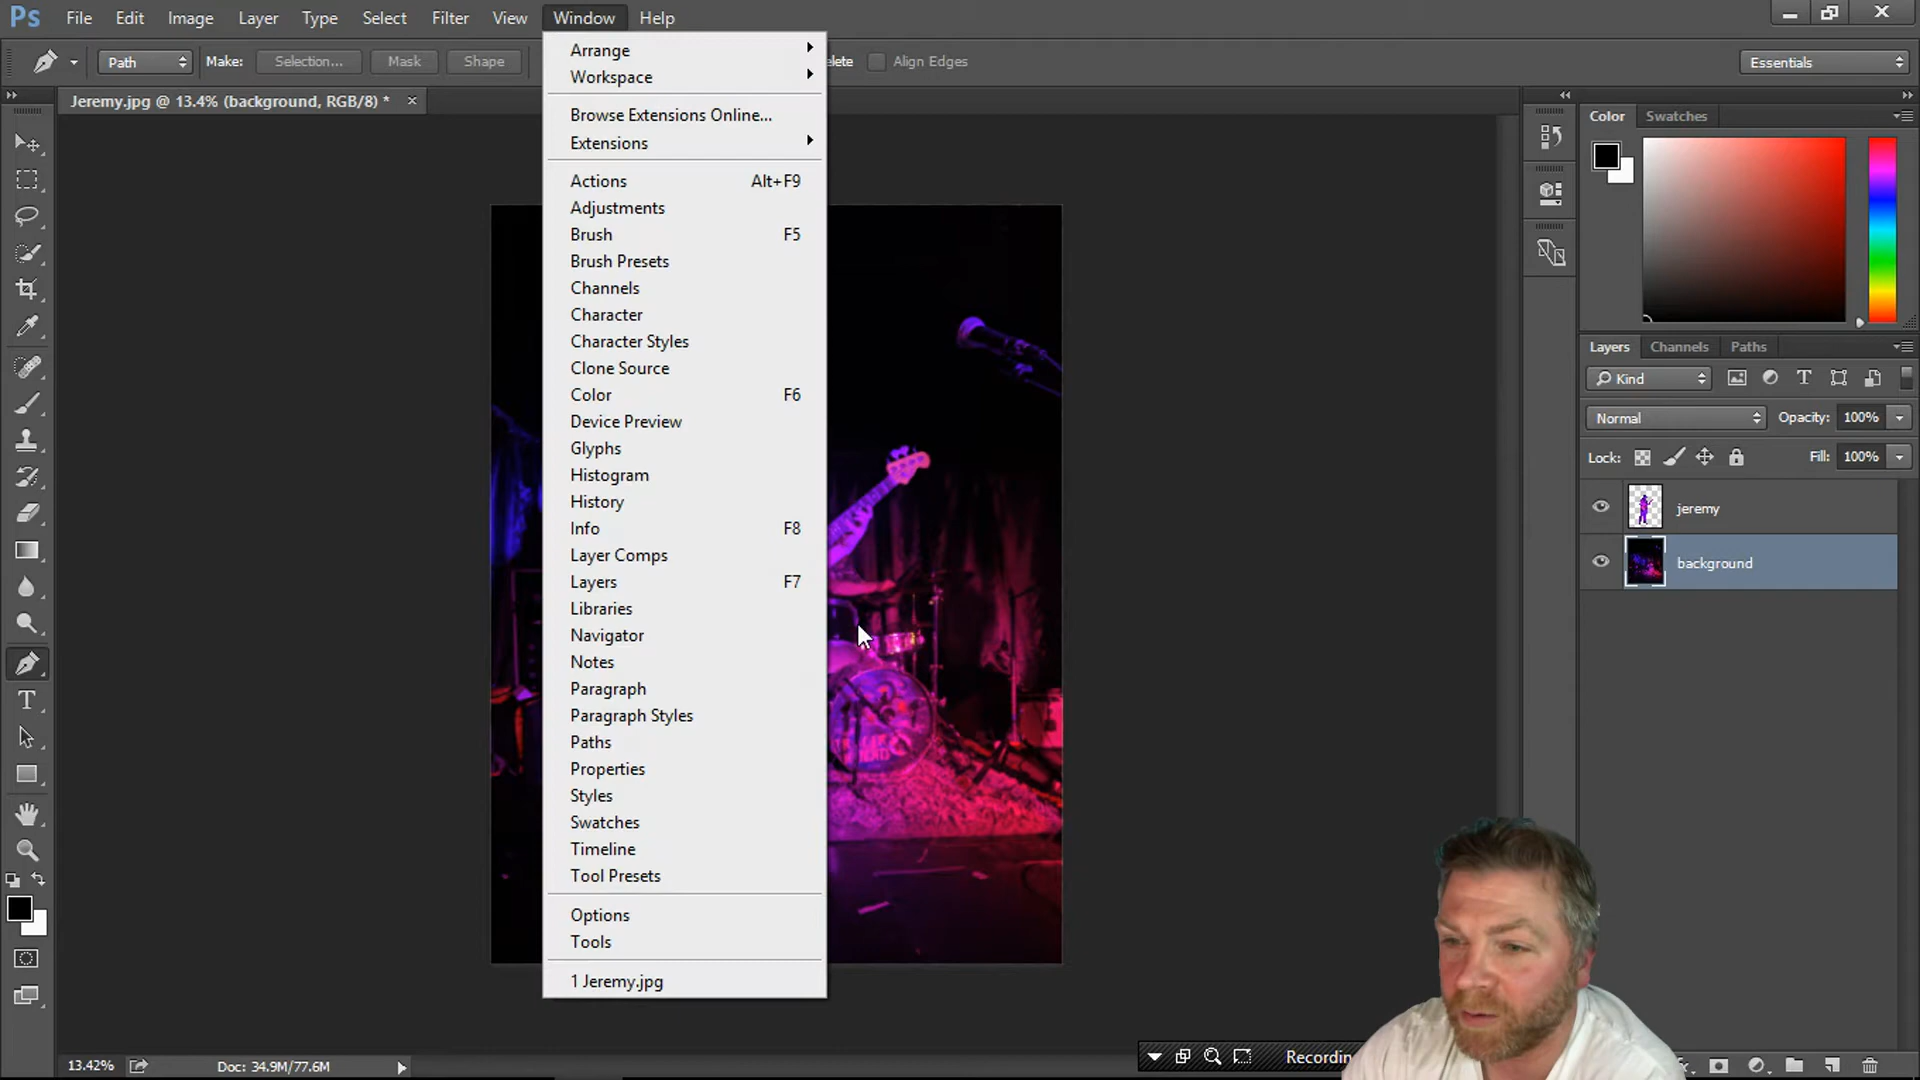 Ps File Edit Image Layer Type Select Filter View Window Help
Path Make: Selection... Mask Shape lete Align Edges Essentials
Jeremy.jpg @ 13.4% (background, RGB/8) *
Arrange
Workspace
Browse Extensions Online...
Extensions
Actions Alt+F9
Adjustments
Brush F5
Brush Presets
Channels
Character
Character Styles
Clone Source
Color F6
Device Preview
Glyphs
Histogram
History
Info F8
Layer Comps
Layers F7
Libraries
Navigator
Notes
Paragraph
Paragraph Styles
Paths
Properties
Styles
Swatches
Timeline
Tool Presets
Options
Tools
1 Jeremy.jpg
Color Swatches
Layers Channels Paths
Kind
Normal Opacity: 100%
Lock: Fill: 100%
jeremy
background
13.42% Doc: 34.9M/77.6M
Recordin